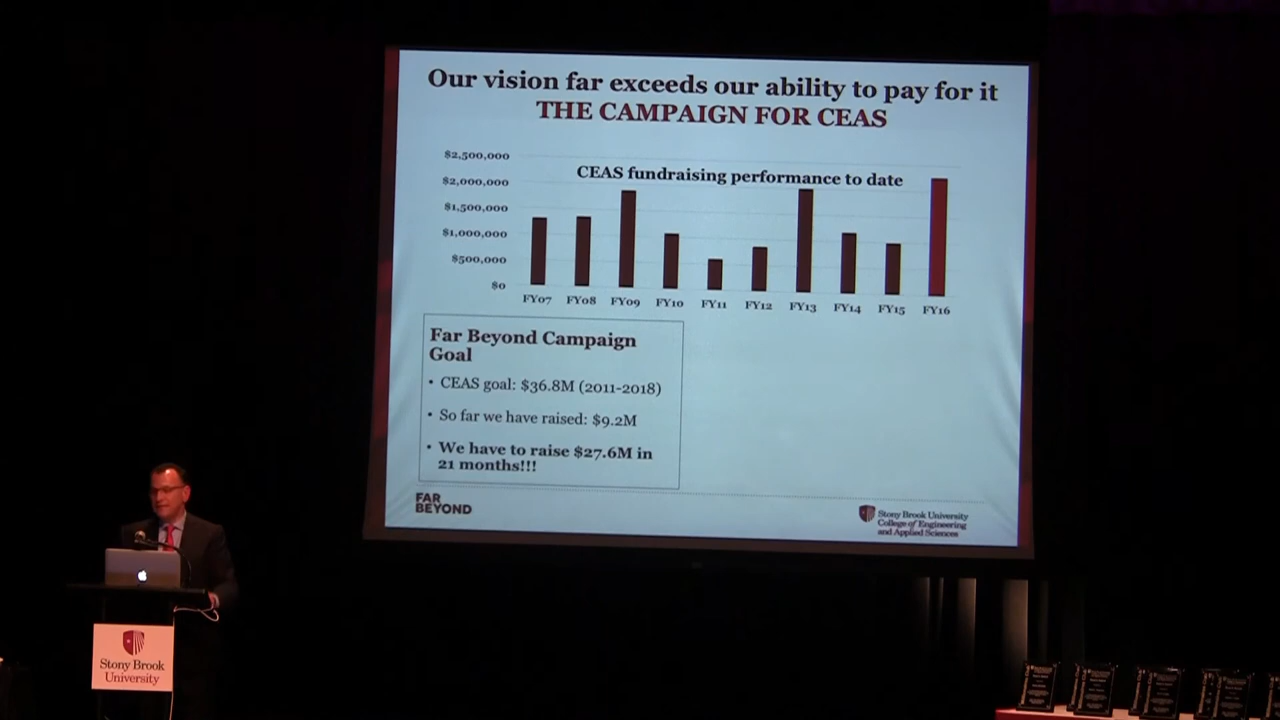 Our vision far exceeds our ability to pay for it
THE CAMPAIGN FOR CEAS
CEAS fundraising performance to date
$2,500,000
$2,000,000
$1,500,000
$1,000,000
$500,000
$0
FY07 FY08 FY09 FY10 FY11 FY12 FY13 FY14 FY15 FY16
Far Beyond Campaign
Goal
• CEAS goal: $36.8M (2011-2018)
• So far we have raised: $9.2M
• We have to raise $27.6M in
21 months!!!
FAR
BEYOND
Stony Brook University
College of Engineering
and Applied Sciences
Stony Brook
University